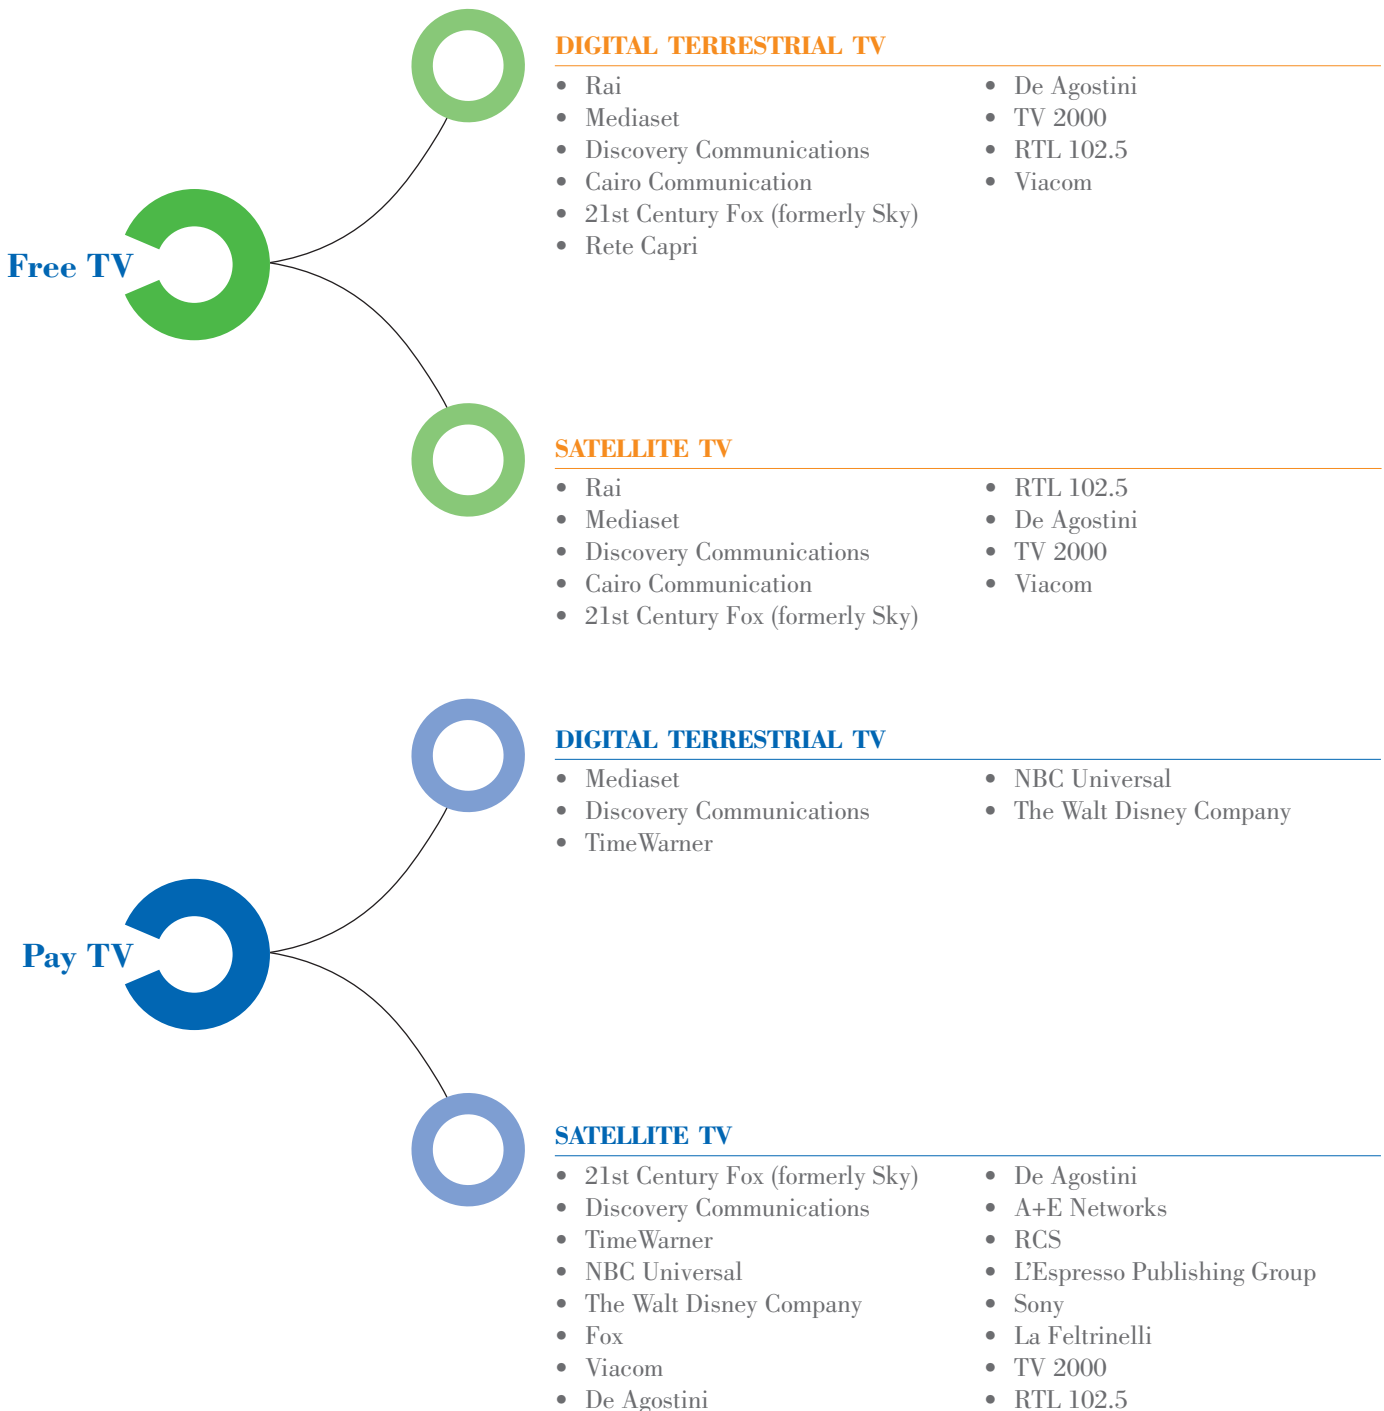 DIGITAL TERRESTRIAL TV
• Rai
• Mediaset
• Discovery Communications
• Cairo Communication
• 21st Century Fox (formerly Sky)
• Rete Capri
• De Agostini
• TV 2000
• RTL 102.5
• Viacom
Free TV
SATELLITE TV
• Rai
• Mediaset
• Discovery Communications
• Cairo Communication
• 21st Century Fox (formerly Sky)
• RTL 102.5
• De Agostini
• TV 2000
• Viacom
DIGITAL TERRESTRIAL TV
• Mediaset
• Discovery Communications
• TimeWarner
• NBC Universal
• The Walt Disney Company
Pay TV
SATELLITE TV
• 21st Century Fox (formerly Sky)
• Discovery Communications
• TimeWarner
• NBC Universal
• The Walt Disney Company
• Fox
• Viacom
• De Agostini
• De Agostini
• A+E Networks
• RCS
• L’Espresso Publishing Group
• Sony
• La Feltrinelli
• TV 2000
• RTL 102.5